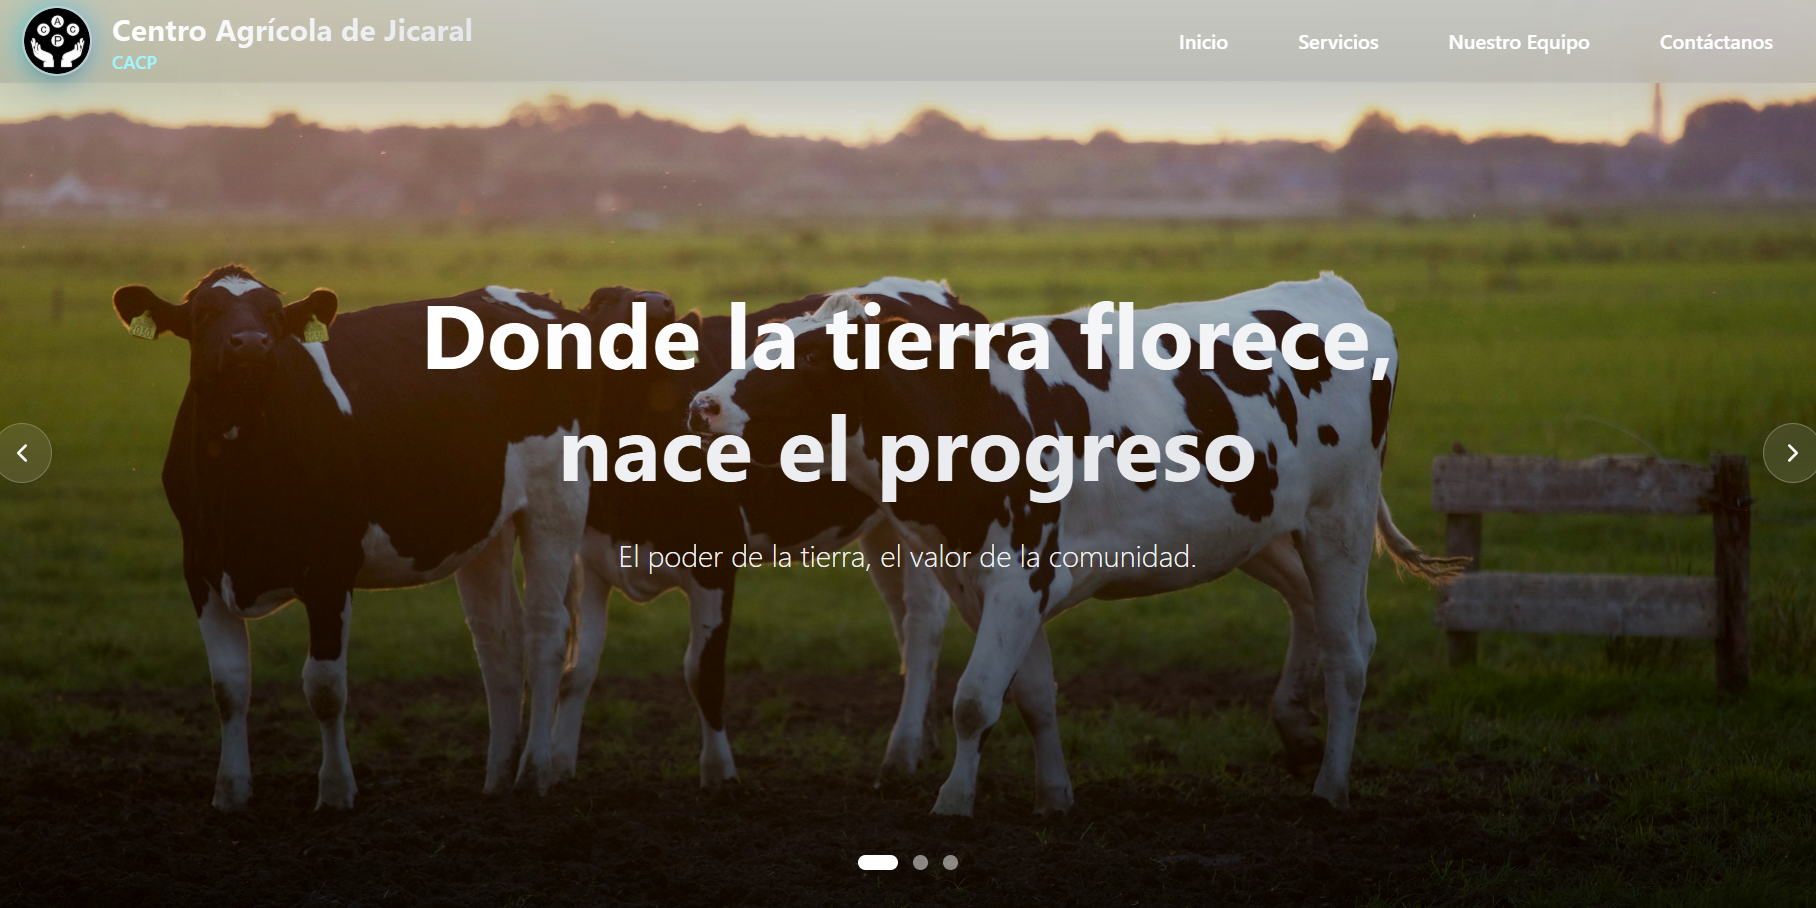 A
C C
P
Centro Agrícola de Jicaral
CACP
Inicio Servicios Nuestro Equipo Contáctanos
Donde la tierra florece,
nace el progreso
El poder de la tierra, el valor de la comunidad.